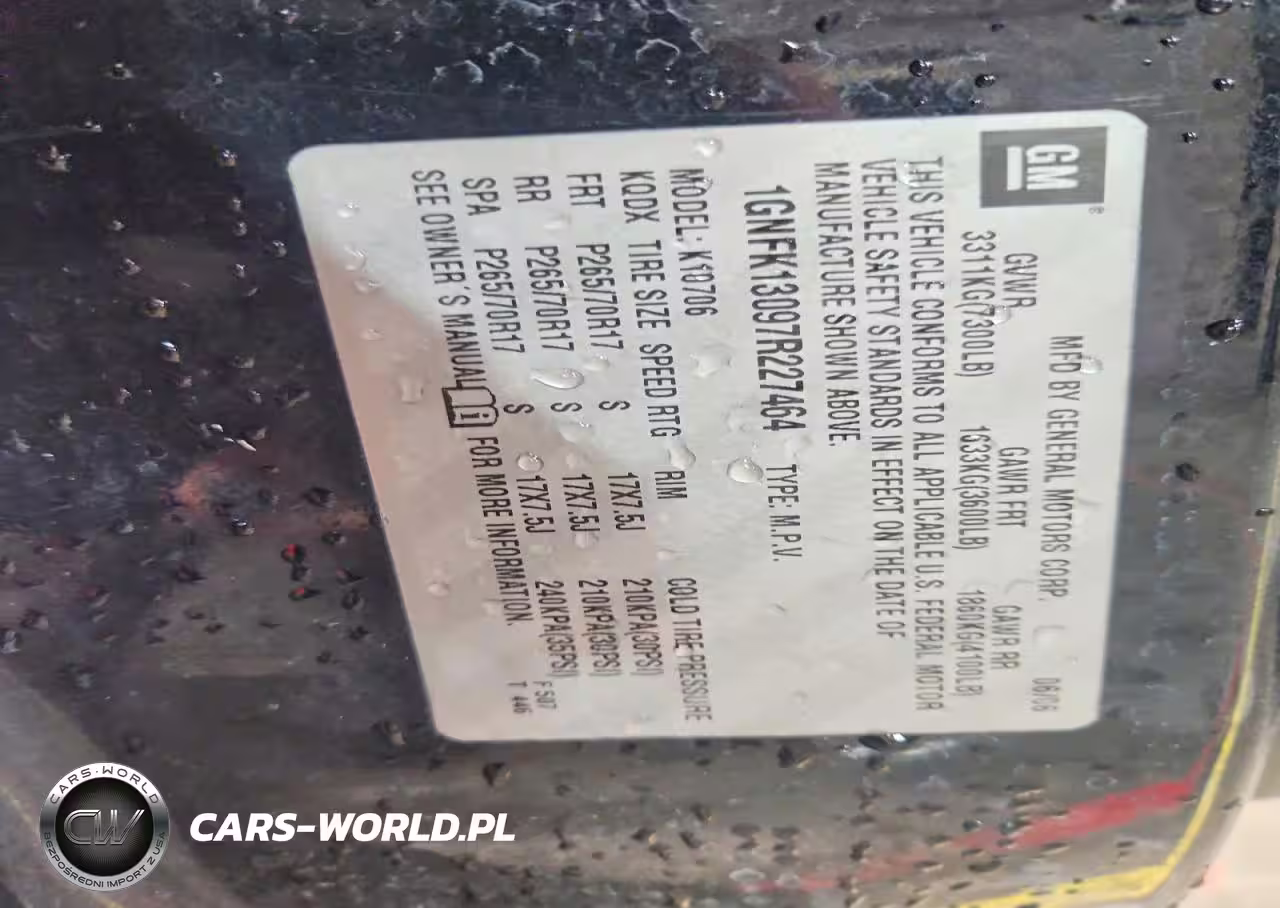 GM®
MFD BY GENERAL MOTORS CORP. 06/06
GVWR GAWR FRT GAWR RR
3311KG(7300LB) 1633KG(3600LB) 1860KG(4100LB)
THIS VEHICLE CONFORMS TO ALL APPLICABLE U.S. FEDERAL MOTOR
VEHICLE SAFETY STANDARDS IN EFFECT ON THE DATE OF
MANUFACTURE SHOWN ABOVE.
1GNFK13097R227464 TYPE: M.P.V.
MODEL: K10706
KODX TIRE SIZE SPEED RTG RIM COLD TIRE PRESSURE
FRT P265/70R17 S 17X7.5J 210KPA(30PSI)
RR P265/70R17 S 17X7.5J 210KPA(30PSI)
SPA P265/70R17 S 17X7.5J 240KPA(35PSI)
SEE OWNER'S MANUAL FOR MORE INFORMATION.
F 507
T 446
CARS-WORLD
CW
BEZPOŚREDNI IMPORT Z USA
CARS-WORLD.PL